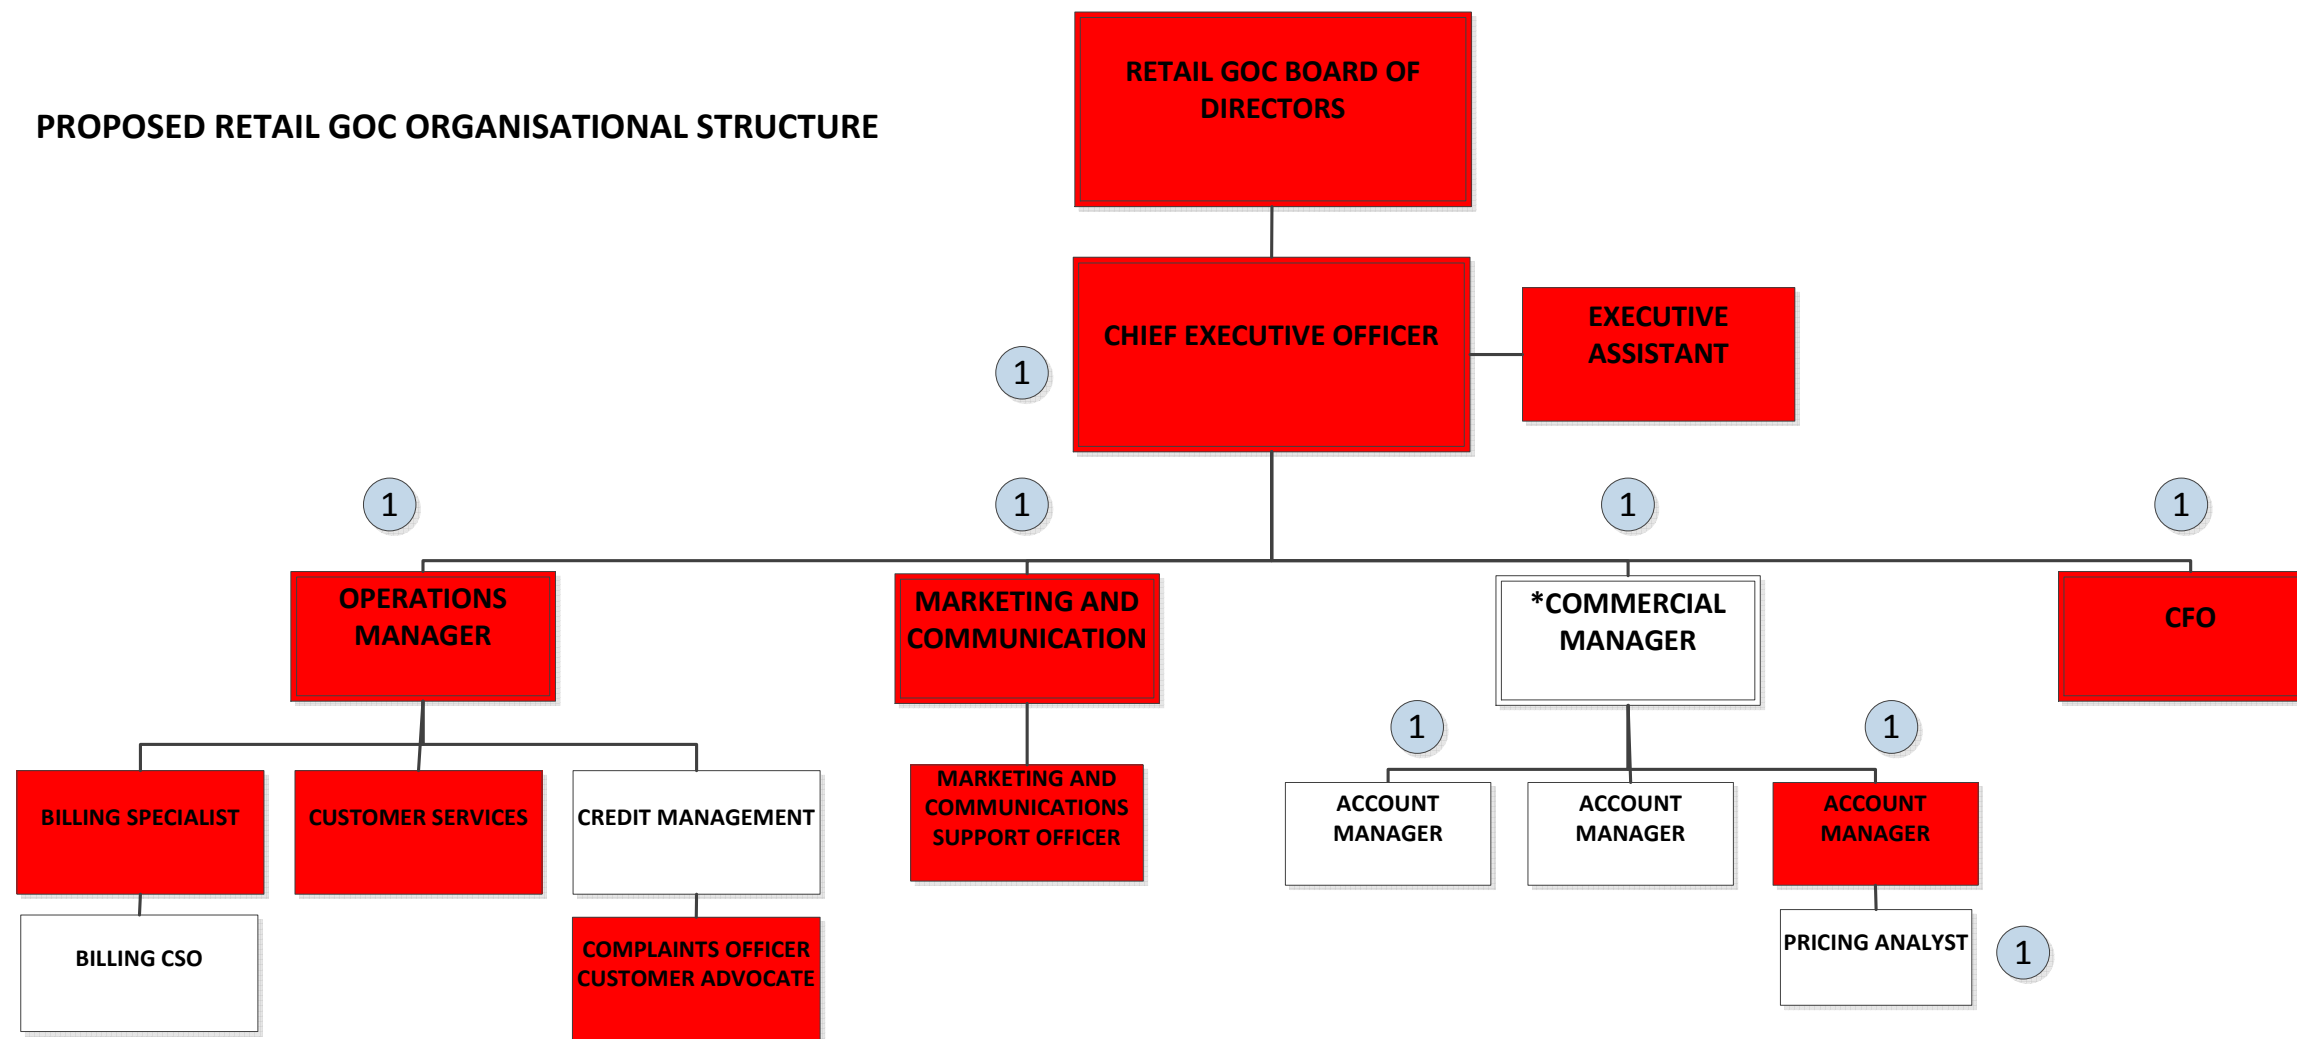 RETAIL GOC BOARD OF
DIRECTORS
PROPOSED RETAIL GOC ORGANISATIONAL STRUCTURE
CHIEF EXECUTIVE OFFICER
EXECUTIVE
ASSISTANT
1
1
1
1
1
OPERATIONS
MANAGER
MARKETING AND
COMMUNICATION
*COMMERCIAL
MANAGER
CFO
1
1
BILLING SPECIALIST
CUSTOMER SERVICES
CREDIT MANAGEMENT
MARKETING AND
COMMUNICATIONS
SUPPORT OFFICER
ACCOUNT
MANAGER
ACCOUNT
MANAGER
ACCOUNT
MANAGER
BILLING CSO
COMPLAINTS OFFICER
CUSTOMER ADVOCATE
PRICING ANALYST
1